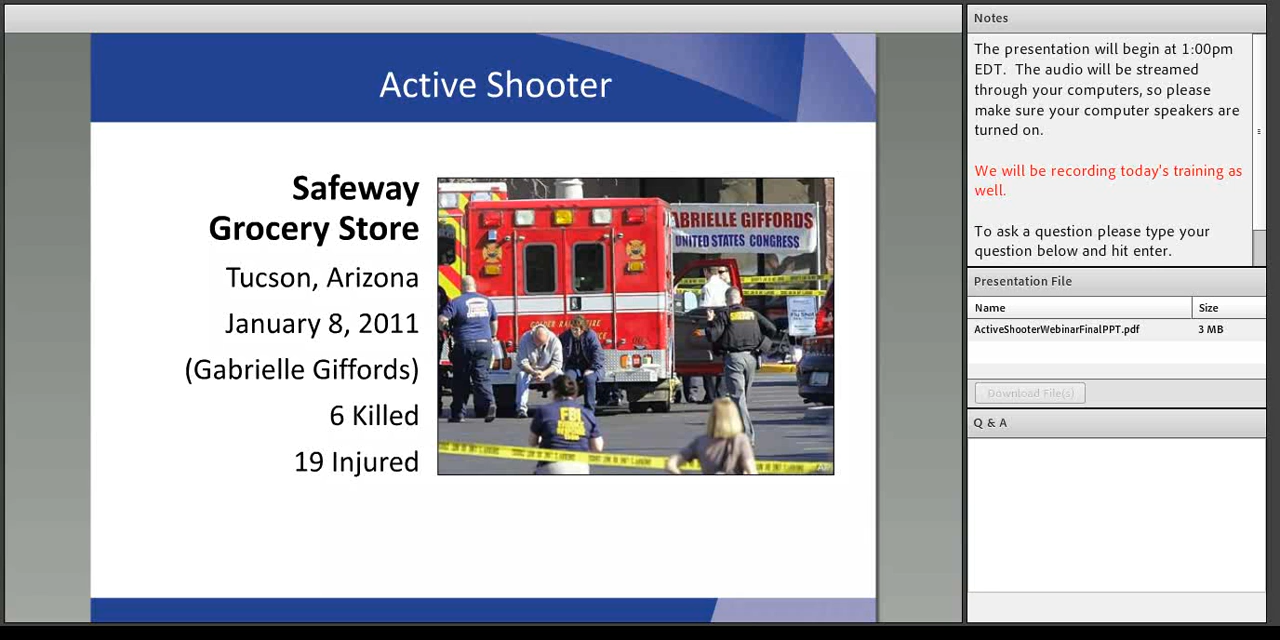 Active Shooter
Safeway
Grocery Store
Tucson, Arizona
January 8, 2011
(Gabrielle Giffords)
6 Killed
19 Injured
ABRIELLE GIFFORDS
UNITED STATES CONGRESS
SHERIFF
FBI
Notes
The presentation will begin at 1:00pm
EDT.  The audio will be streamed
through your computers, so please
make sure your computer speakers are
turned on.
We will be recording today's training as
well.
To ask a question please type your
question below and hit enter.
Presentation File
Name Size
ActiveShooterWebinarFinalPPT.pdf 3 MB
Download File(s)
Q & A